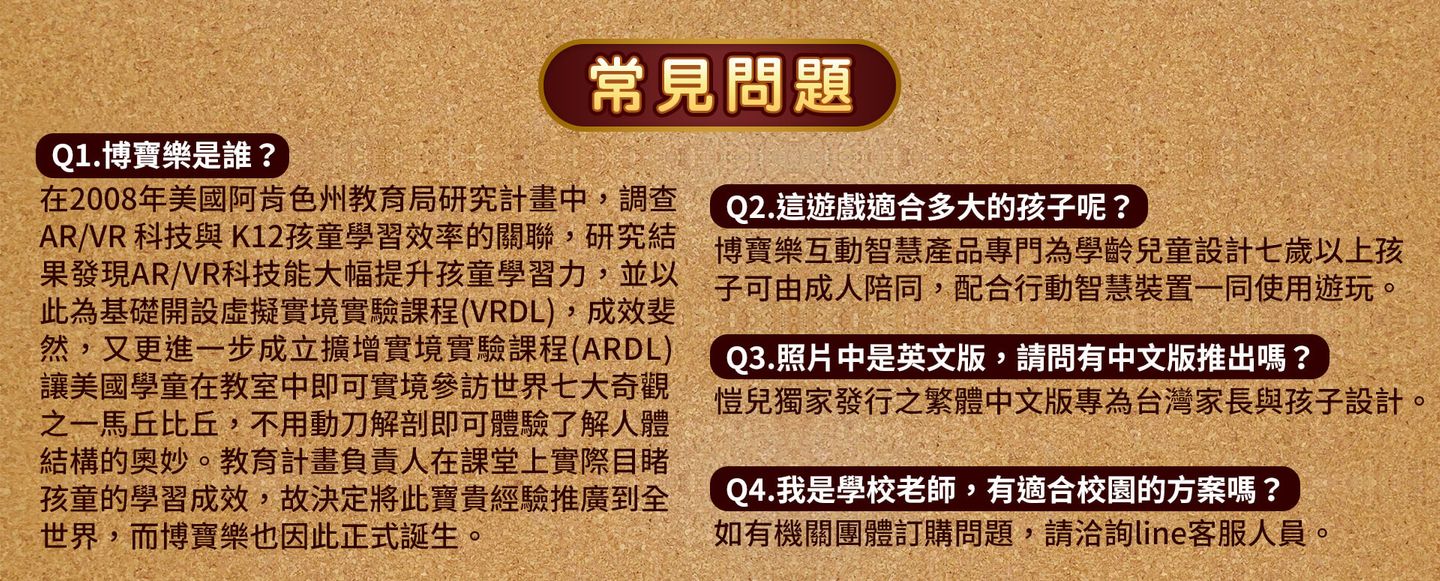 常見問題
Q1.博寶樂是誰？
在2008年美國阿肯色州教育局研究計畫中，調查
AR/VR 科技與 K12孩童學習效率的關聯，研究結
果發現AR/VR科技能大幅提升孩童學習力，並以
此為基礎開設虛擬實境實驗課程(VRDL)，成效斐
然，又更進一步成立擴增實境實驗課程(ARDL)
讓美國學童在教室中即可實境參訪世界七大奇觀
之一馬丘比丘，不用動刀解剖即可體驗了解人體
結構的奧妙。教育計畫負責人在課堂上實際目睹
孩童的學習成效，故決定將此寶貴經驗推廣到全
世界，而博寶樂也因此正式誕生。
Q2.這遊戲適合多大的孩子呢？
博寶樂互動智慧產品專門為學齡兒童設計七歲以上孩
子可由成人陪同，配合行動智慧裝置一同使用遊玩。
Q3.照片中是英文版，請問有中文版推出嗎？
愷兒獨家發行之繁體中文版專為台灣家長與孩子設計。
Q4.我是學校老師，有適合校園的方案嗎？
如有機關團體訂購問題，請洽詢line客服人員。